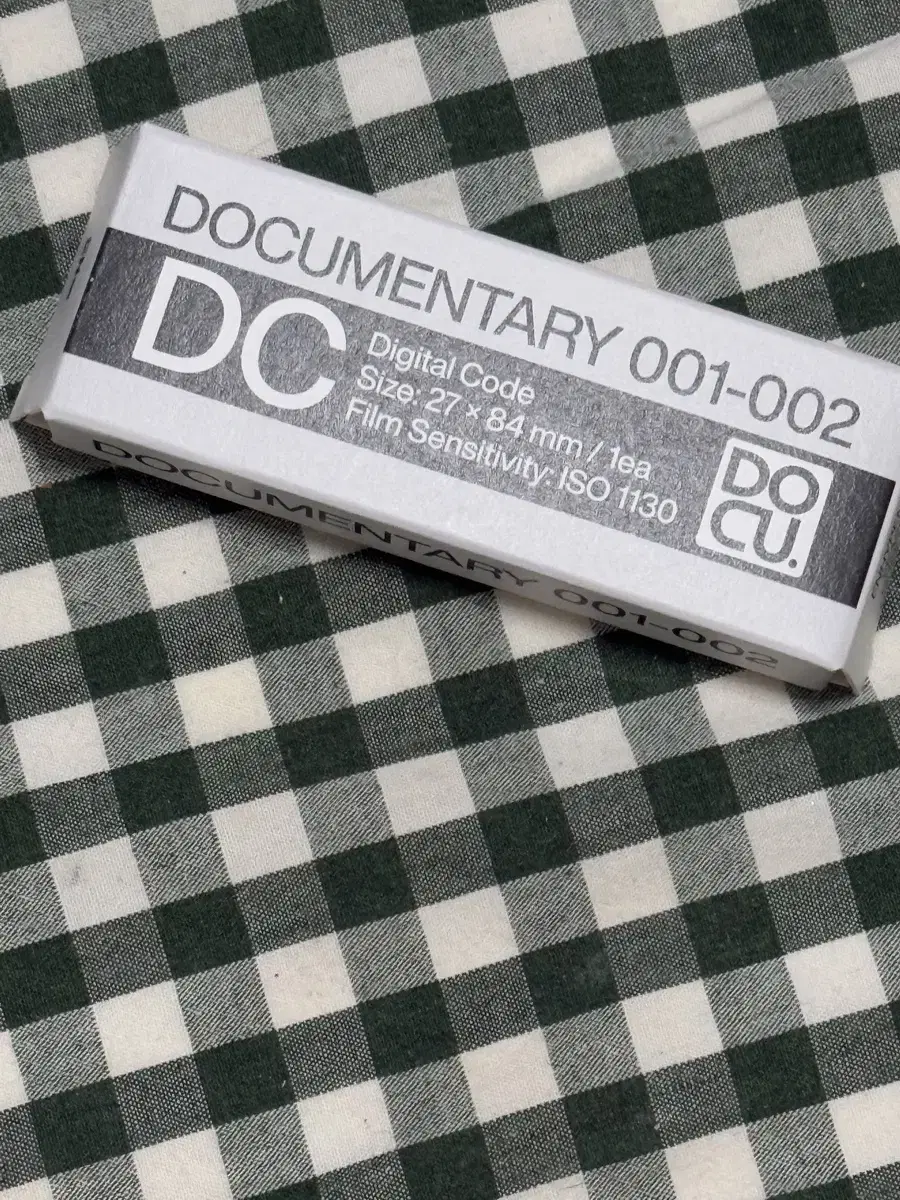 DOCUMENTARY 001-002
DC
Digital Code
Size: 27 × 84 mm / 1ea
Film Sensitivity: ISO 1130
DO
CU.
DOCUMENTARY 001-002